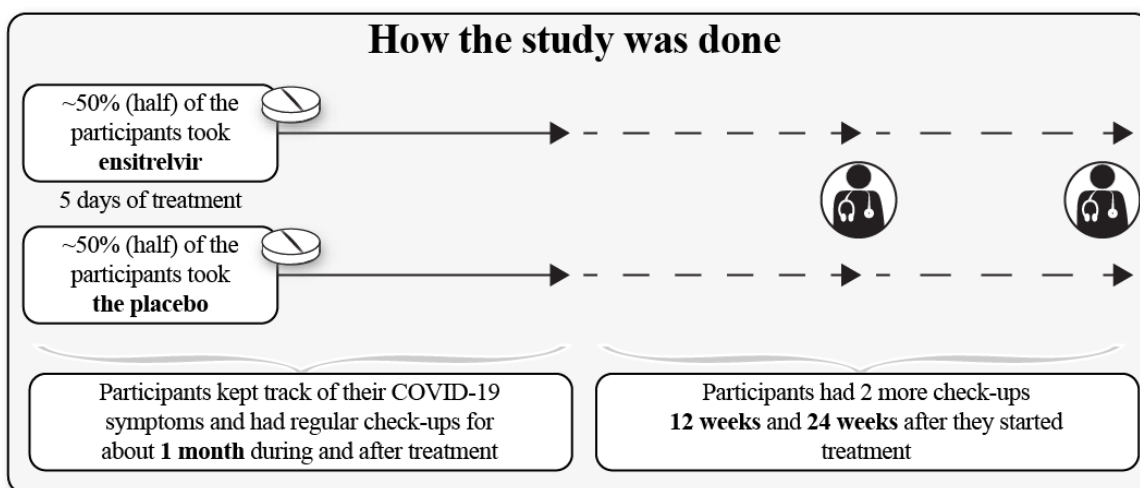 How the study was done
~50% (half) of the
participants took
ensitrelvir
5 days of treatment
~50% (half) of the
participants took
the placebo
Participants kept track of their COVID-19
symptoms and had regular check-ups for
about 1 month during and after treatment
Participants had 2 more check-ups
12 weeks and 24 weeks after they started
treatment